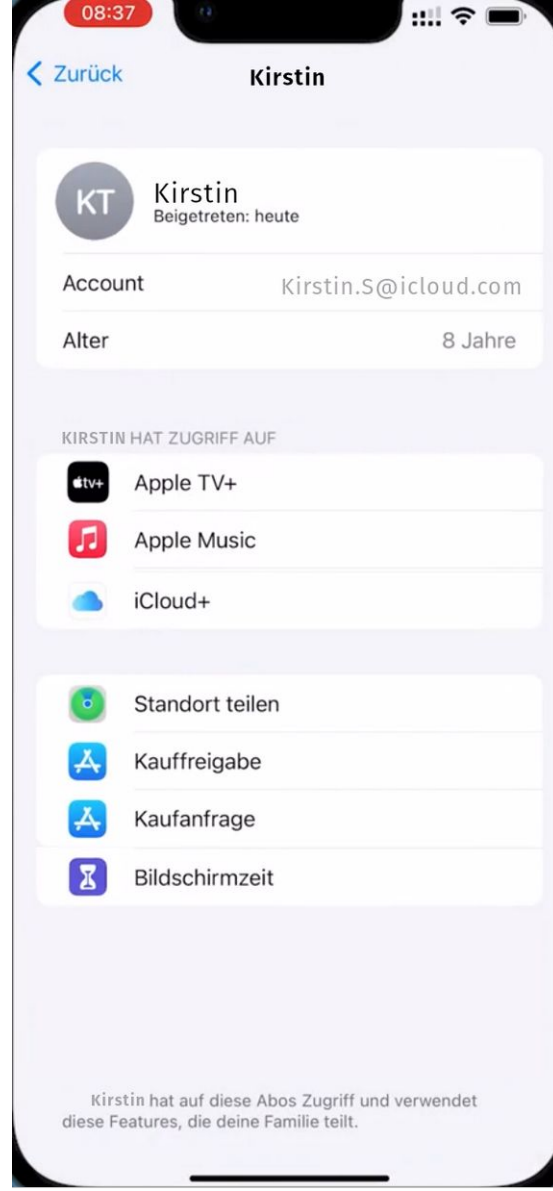 08:37
Zurück
Kirstin
KT
Kirstin
Beigetreten: heute
Account Kirstin.S@icloud.com
Alter 8 Jahre
KIRSTIN HAT ZUGRIFF AUF
tv+ Apple TV+
Apple Music
iCloud+
Standort teilen
Kauffreigabe
Kaufanfrage
Bildschirmzeit
Kirstin hat auf diese Abos Zugriff und verwendet
diese Features, die deine Familie teilt.